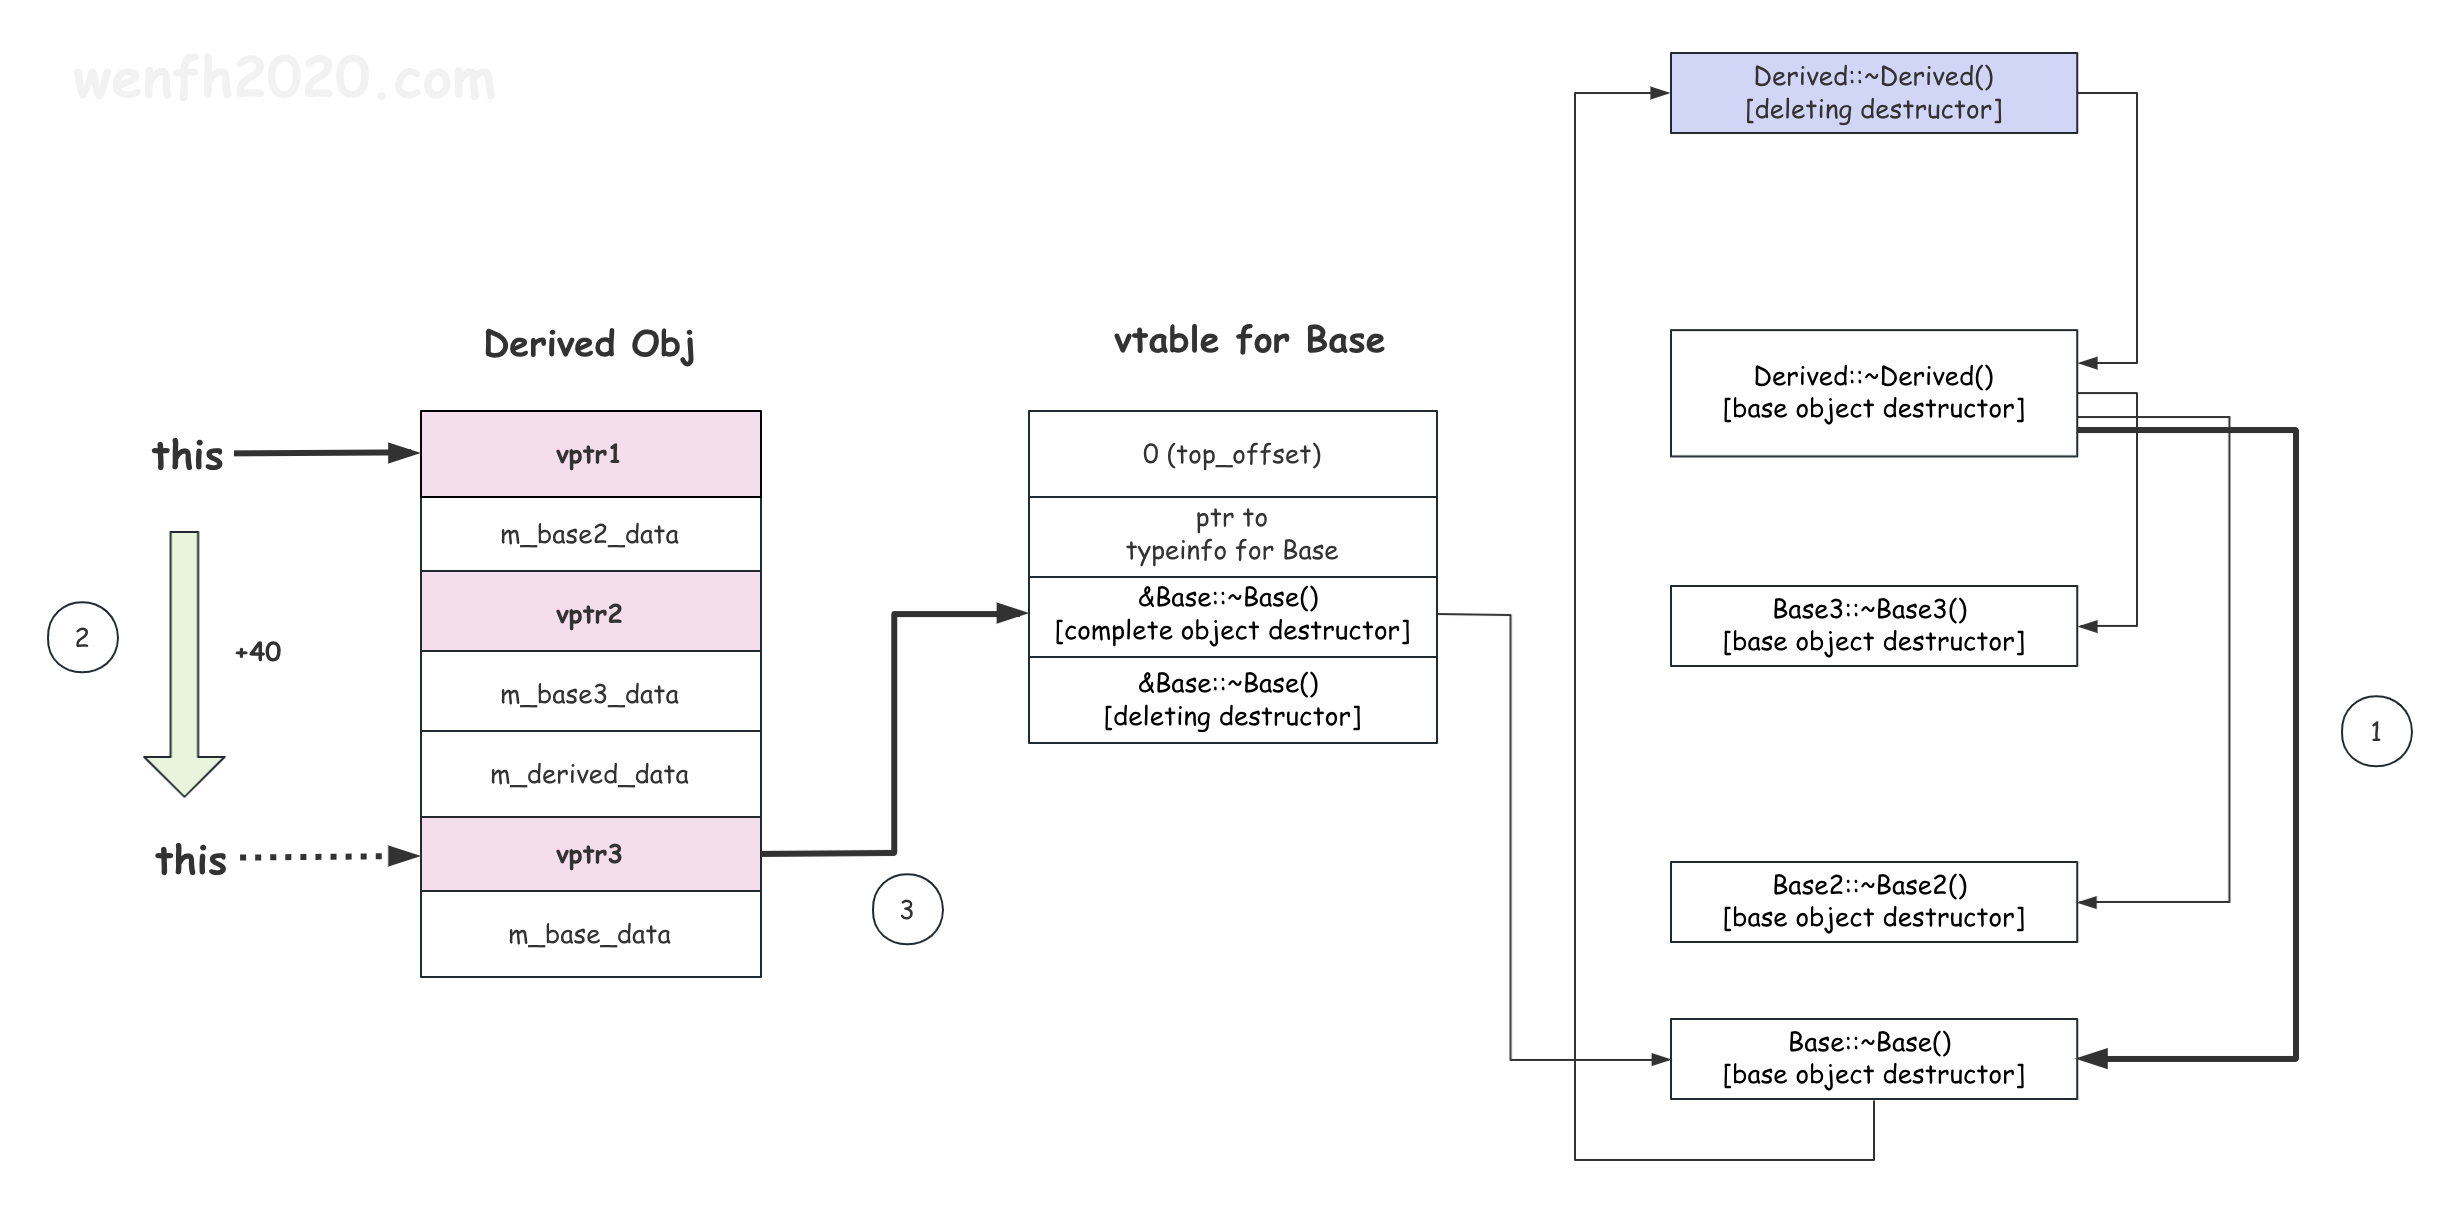 wenfh2020.com
Derived::~Derived()
[deleting destructor]
Derived Obj
vtable for Base
this
vptr1
m_base2_data
vptr2
m_base3_data
m_derived_data
vptr3
m_base_data
2
+40
this
3
0 (top_offset)
ptr to
typeinfo for Base
&Base::~Base()
[complete object destructor]
&Base::~Base()
[deleting destructor]
Derived::~Derived()
[base object destructor]
Base3::~Base3()
[base object destructor]
1
Base2::~Base2()
[base object destructor]
Base::~Base()
[base object destructor]